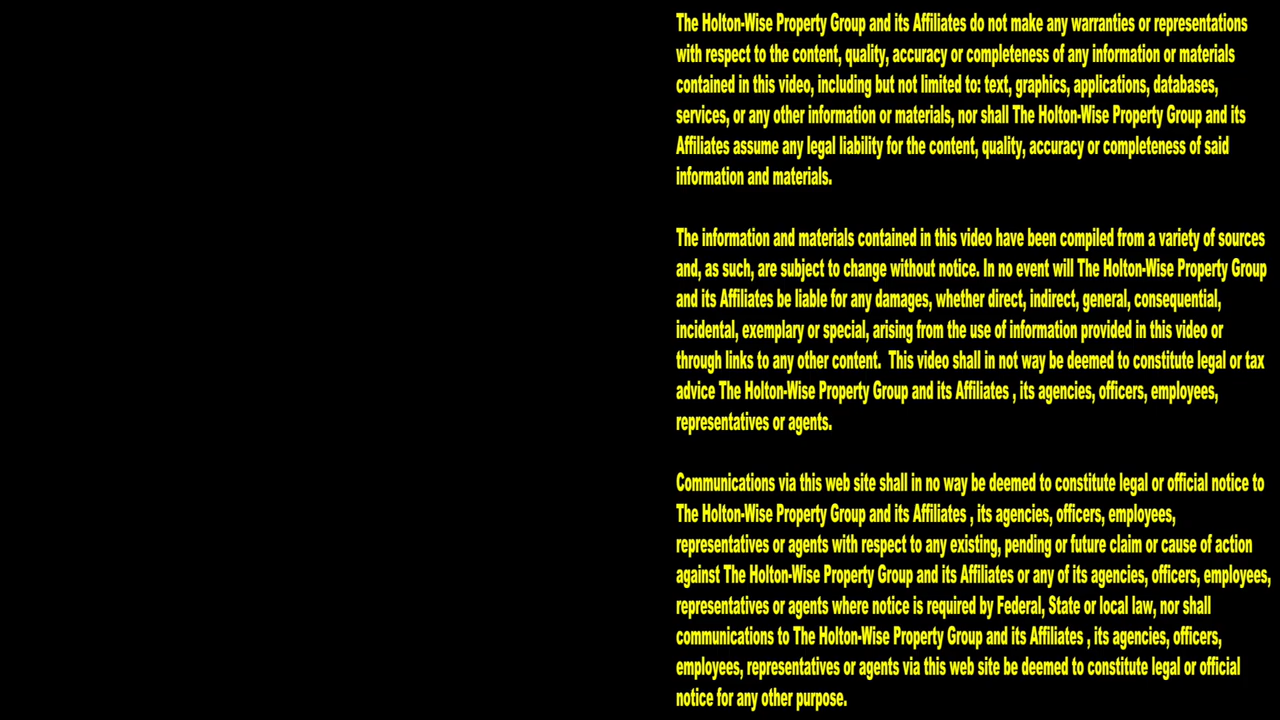 The Holton-Wise Property Group and its Affiliates do not make any warranties or representations
with respect to the content, quality, accuracy or completeness of any information or materials
contained in this video, including but not limited to: text, graphics, applications, databases,
services, or any other information or materials, nor shall The Holton-Wise Property Group and its
Affiliates assume any legal liability for the content, quality, accuracy or completeness of said
information and materials.
The information and materials contained in this video have been compiled from a variety of sources
and, as such, are subject to change without notice. In no event will The Holton-Wise Property Group
and its Affiliates be liable for any damages, whether direct, indirect, general, consequential,
incidental, exemplary or special, arising from the use of information provided in this video or
through links to any other content.  This video shall in not way be deemed to constitute legal or tax
advice The Holton-Wise Property Group and its Affiliates , its agencies, officers, employees,
representatives or agents.
Communications via this web site shall in no way be deemed to constitute legal or official notice to
The Holton-Wise Property Group and its Affiliates , its agencies, officers, employees,
representatives or agents with respect to any existing, pending or future claim or cause of action
against The Holton-Wise Property Group and its Affiliates or any of its agencies, officers, employees,
representatives or agents where notice is required by Federal, State or local law, nor shall
communications to The Holton-Wise Property Group and its Affiliates , its agencies, officers,
employees, representatives or agents via this web site be deemed to constitute legal or official
notice for any other purpose.